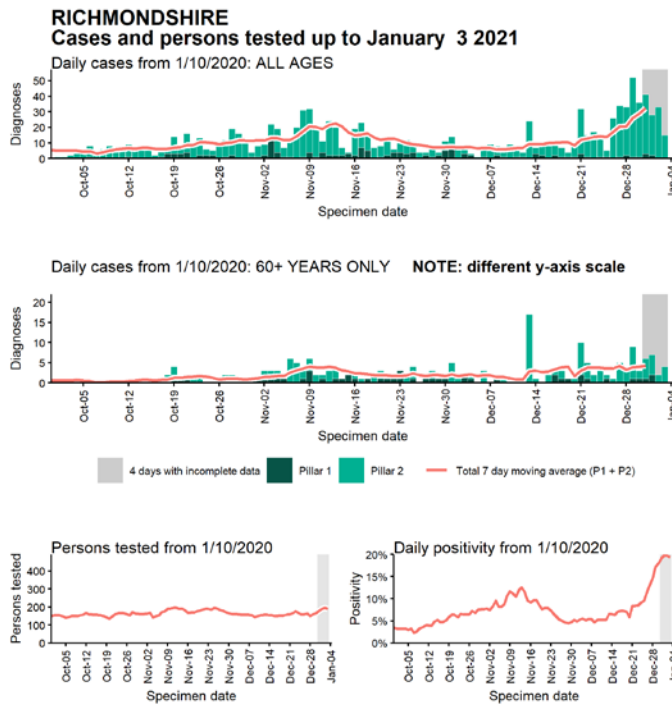 RICHMONDSHIRE
Cases and persons tested up to January 3 2021
Daily cases from 1/10/2020: ALL AGES
Diagnoses
50
40
30
20
10
0
Oct-05 Oct-12 Oct-19 Oct-26 Nov-02 Nov-09 Nov-16 Nov-23 Nov-30 Dec-07 Dec-14 Dec-21 Dec-28 Jan-04
Specimen date
Daily cases from 1/10/2020: 60+ YEARS ONLY NOTE: different y-axis scale
Diagnoses
20
15
10
5
0
Oct-05 Oct-12 Oct-19 Oct-26 Nov-02 Nov-09 Nov-16 Nov-23 Nov-30 Dec-07 Dec-14 Dec-21 Dec-28 Jan-04
Specimen date
4 days with incomplete data Pillar 1 Pillar 2 Total 7 day moving average (P1 + P2)
Persons tested from 1/10/2020
Persons tested
400
300
200
100
0
Oct-05 Oct-12 Oct-19 Oct-26 Nov-02 Nov-09 Nov-16 Nov-23 Nov-30 Dec-07 Dec-14 Dec-21 Dec-28 Jan-04
Specimen date
Daily positivity from 1/10/2020
Positivity
20%
15%
10%
5%
0%
Oct-05 Oct-12 Oct-19 Oct-26 Nov-02 Nov-09 Nov-16 Nov-23 Nov-30 Dec-07 Dec-14 Dec-21 Dec-28 Jan-04
Specimen date